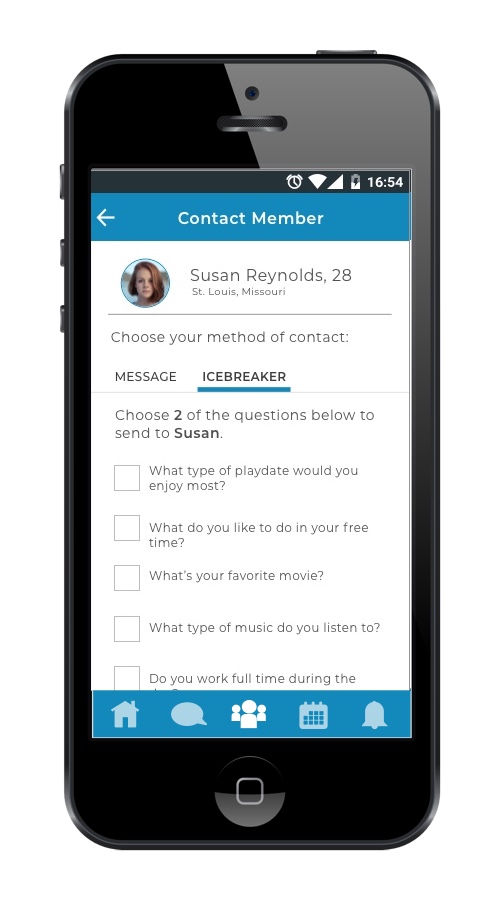 16:54
Contact Member
Susan Reynolds, 28
St. Louis, Missouri
Choose your method of contact:
MESSAGE ICEBREAKER
Choose 2 of the questions below to
send to Susan.
What type of playdate would you
enjoy most?
What do you like to do in your free
time?
What's your favorite movie?
What type of music do you listen to?
Do you work full time during the